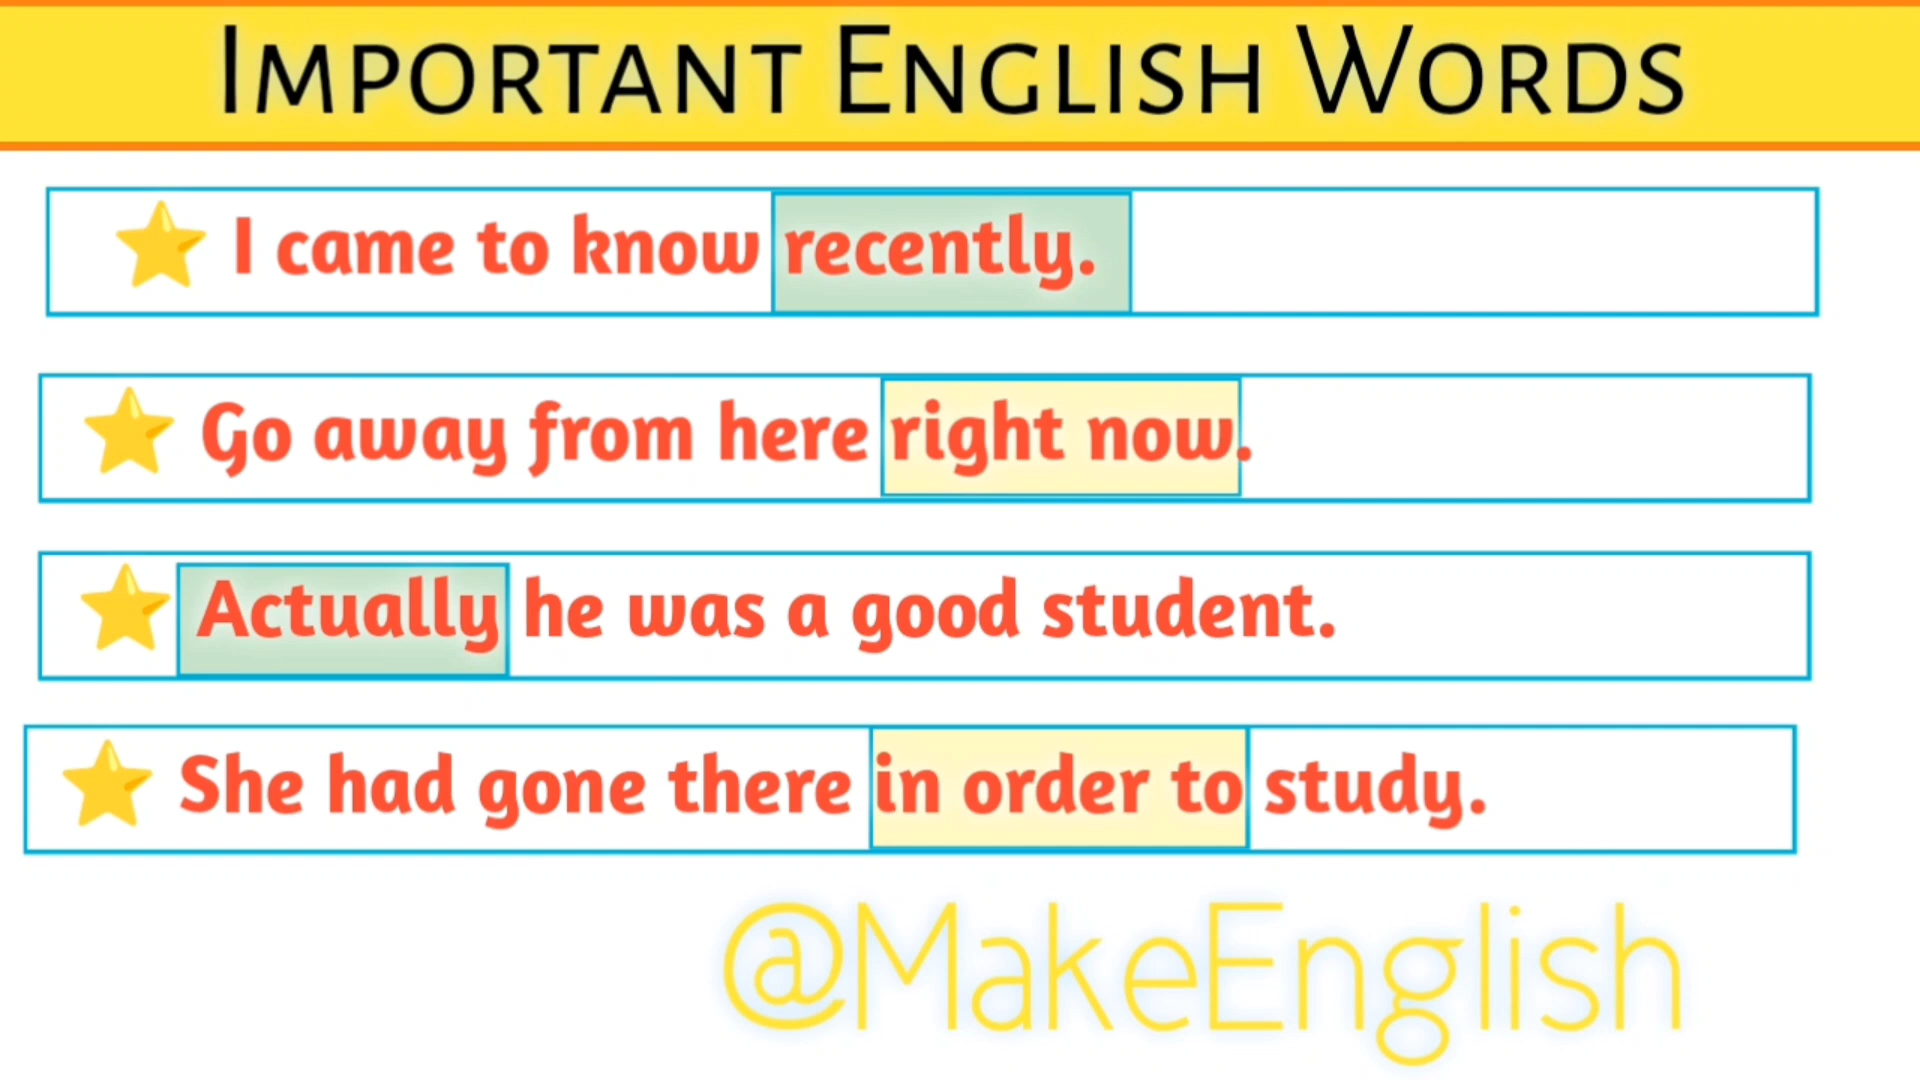 Important English Words
I came to know recently.
Go away from here right now.
Actually he was a good student.
She had gone there in order to study.
@MakeEnglish